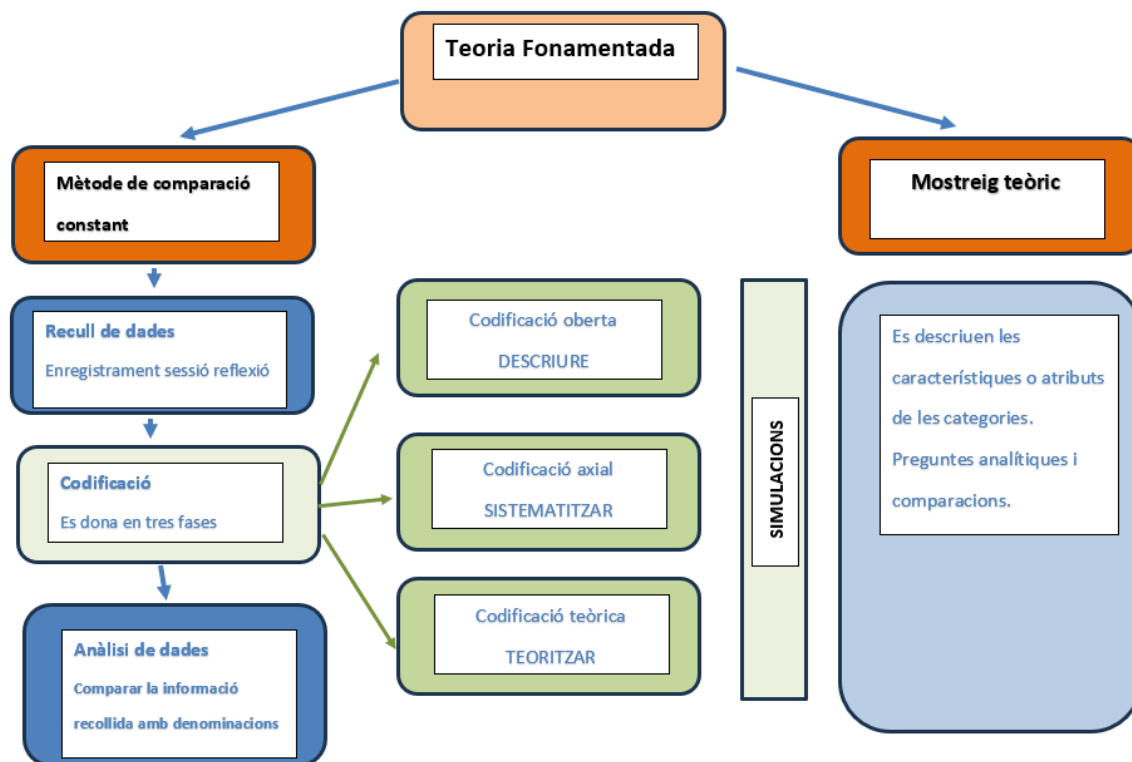 Teoria Fonamentada
Mètode de comparació
constant
Mostreig teòric
Recull de dades
Enregistrament sessió reflexió
Codificació
Es dona en tres fases
Anàlisi de dades
Comparar la informació
recollida amb denominacions
Codificació oberta
DESCRIURE
Codificació axial
SISTEMATITZAR
Codificació teòrica
TEORITZAR
SIMULACIONS
Es descriuen les
característiques o atributs
de les categories.
Preguntes analítiques i
comparacions.